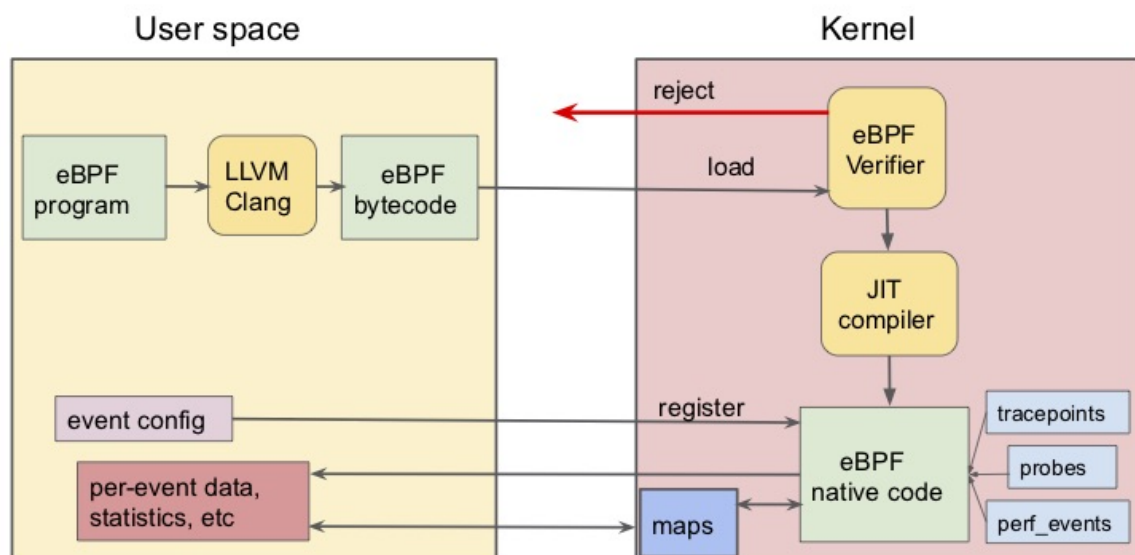 User space
Kernel
reject
eBPF
Verifier
eBPF
program
LLVM
Clang
eBPF
bytecode
load
JIT
compiler
event config
register
tracepoints
eBPF
native code
probes
per-event data,
statistics, etc
maps
perf_events